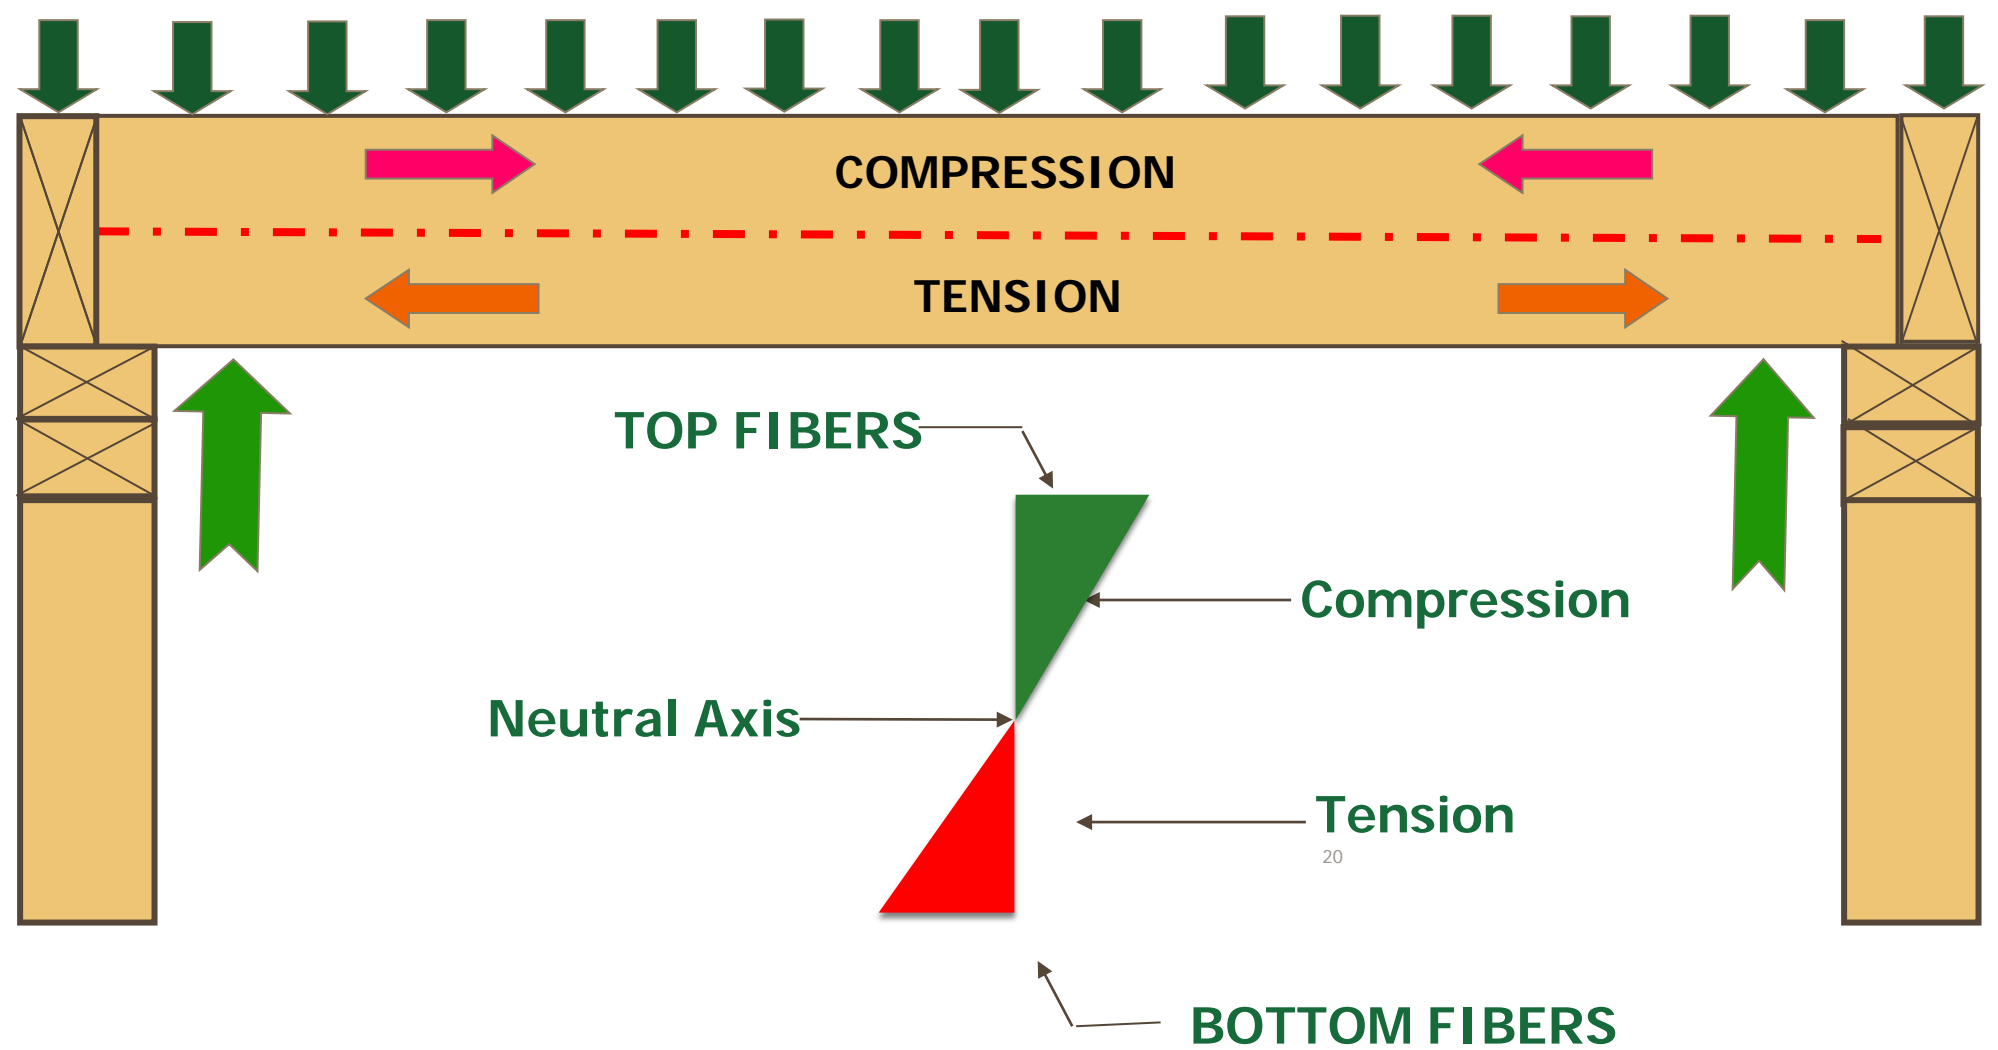 COMPRESSION
TENSION
TOP FIBERS
Compression
Neutral Axis
Tension
20
BOTTOM FIBERS